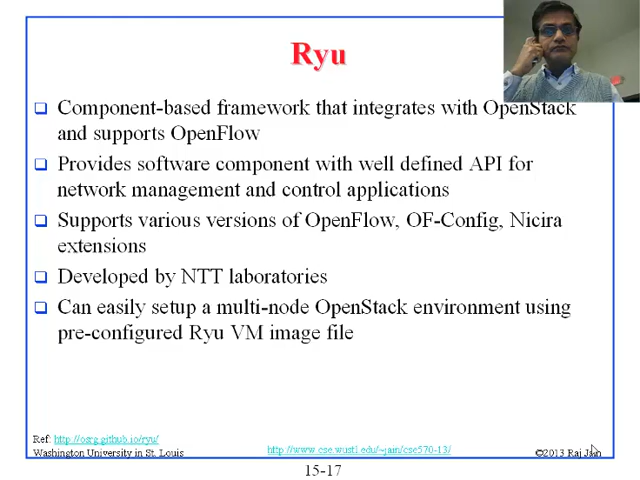 Ryu
Component-based framework that integrates with OpenStack
and supports OpenFlow
Provides software component with well defined API for
network management and control applications
Supports various versions of OpenFlow, OF-Config, Nicira
extensions
Developed by NTT laboratories
Can easily setup a multi-node OpenStack environment using
pre-configured Ryu VM image file
Ref: http://osrg.github.io/ryu/
Washington University in St. Louis
http://www.cse.wustl.edu/~jain/cse570-13/
©2013 Raj Jain
15-17